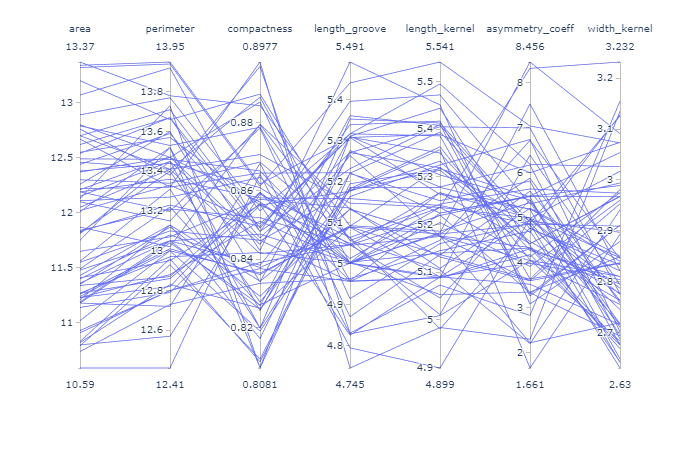 area perimeter compactness length_groove length_kernel asymmetry_coeff width_kernel
13.37 13.95 0.8977 5.491 5.541 8.456 3.232
13 13.8 0.88 5.4 5.5 8 3.2
12.5 13.6 0.86 5.3 5.4 7 3.1
12 13.4 0.84 5.2 5.3 6 3
11.5 13.2 0.82 5.1 5.2 5 2.9
11 13 5 5.1 4 2.8
12.8 4.9 5 3 2.7
12.6 4.8 4.9 2
10.59 12.41 0.8081 4.745 4.899 1.661 2.63